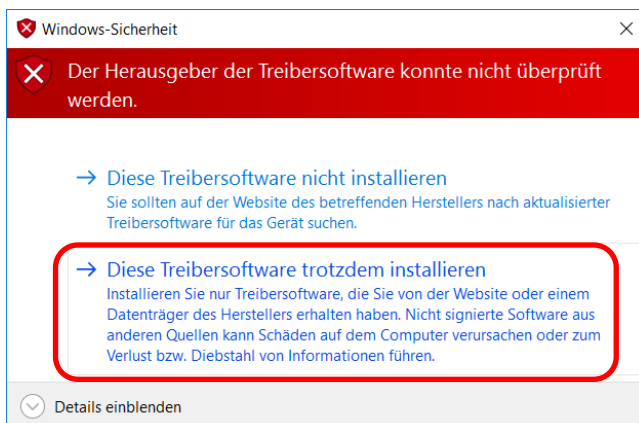 Windows-Sicherheit
Der Herausgeber der Treibersoftware konnte nicht überprüft
werden.
Diese Treibersoftware nicht installieren
Sie sollten auf der Website des betreffenden Herstellers nach aktualisierter
Treibersoftware für das Gerät suchen.
Diese Treibersoftware trotzdem installieren
Installieren Sie nur Treibersoftware, die Sie von der Website oder einem
Datenträger des Herstellers erhalten haben. Nicht signierte Software aus
anderen Quellen kann Schäden auf dem Computer verursachen oder zum
Verlust bzw. Diebstahl von Informationen führen.
Details einblenden